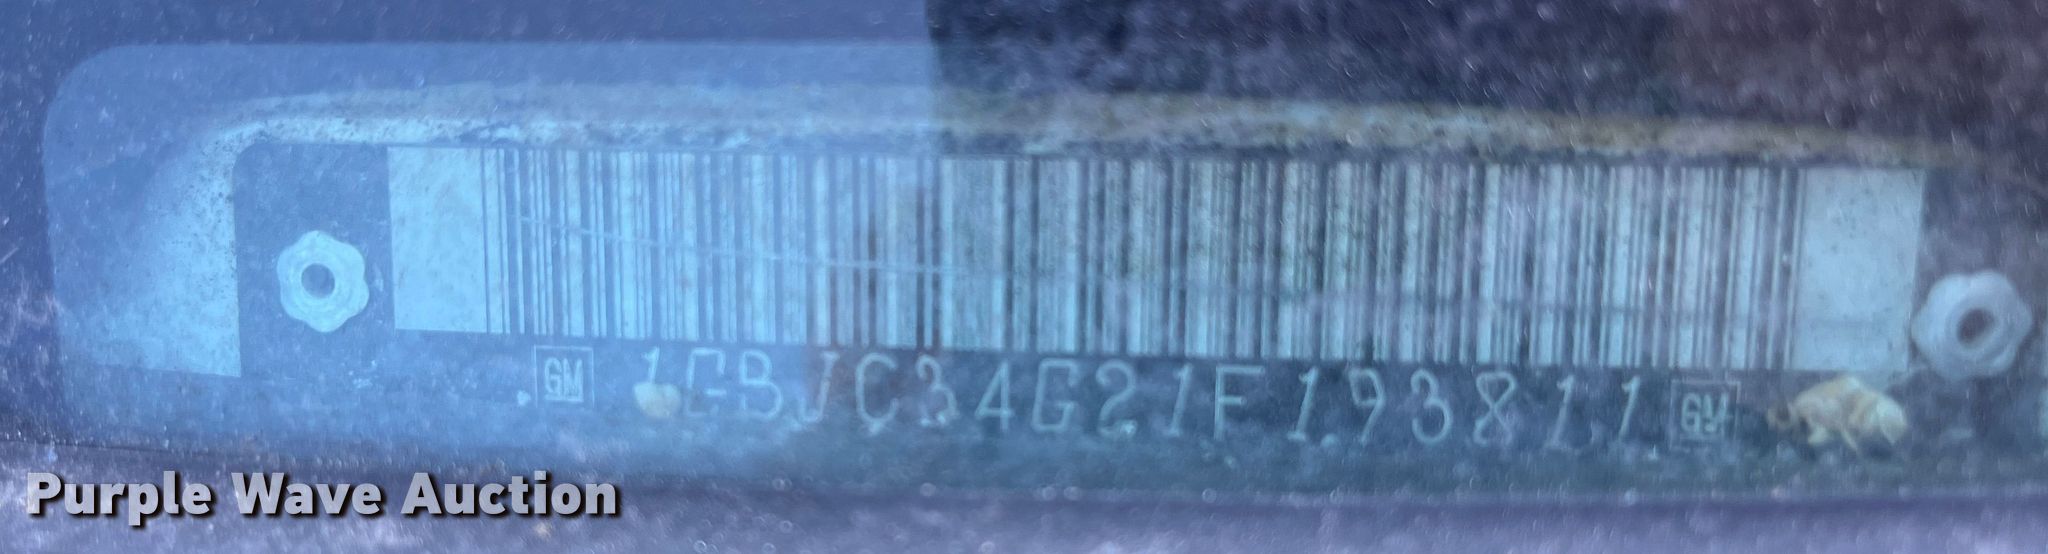 GM 1GBJC34G21F193811 GM
Purple Wave Auction